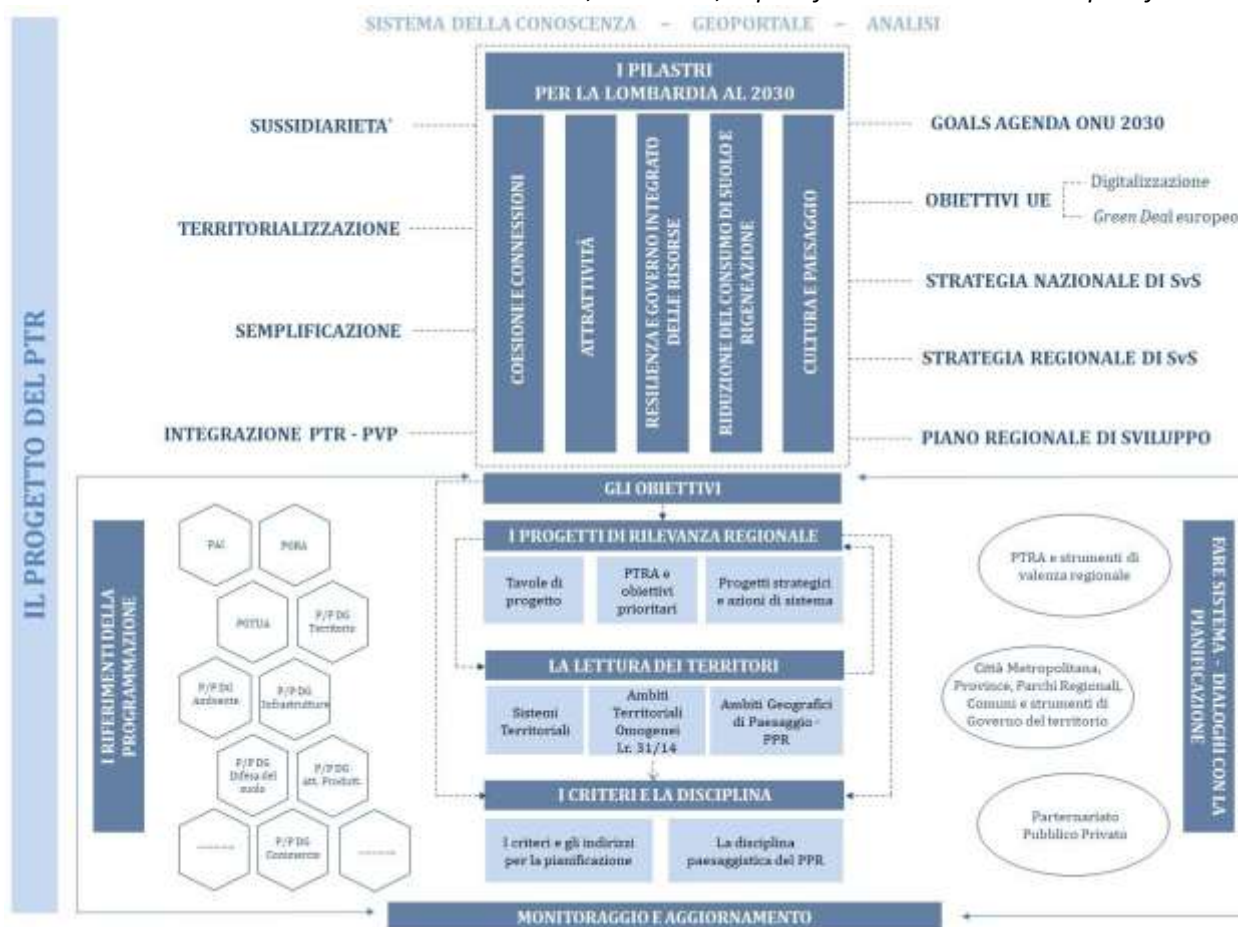 SISTEMA DELLA CONOSCENZA – GEOPORTALE – ANALISI
IL PROGETTO DEL PTR
I PILASTRI
PER LA LOMBARDIA AL 2030
COESIONE E CONNESSIONI
ATTRATTIVITÀ
RESILIENZA E GOVERNO INTEGRATO
DELLE RISORSE
RIDUZIONE DEL CONSUMO DI SUOLO E
RIGENEAZIONE
CULTURA E PAESAGGIO
SUSSIDIARIETA'
TERRITORIALIZZAZIONE
SEMPLIFICAZIONE
INTEGRAZIONE PTR - PVP
GOALS AGENDA ONU 2030
OBIETTIVI UE
Digitalizzazione
Green Deal europeo
STRATEGIA NAZIONALE DI SvS
STRATEGIA REGIONALE DI SvS
PIANO REGIONALE DI SVILUPPO
GLI OBIETTIVI
I PROGETTI DI RILEVANZA REGIONALE
Tavole di
progetto
PTRA e
obiettivi
prioritari
Progetti strategici
e azioni di sistema
LA LETTURA DEI TERRITORI
Sistemi
Territoriali
Ambiti
Territoriali
Omogenei
l.r. 31/14
Ambiti Geografici
di Paesaggio -
PPR
I CRITERI E LA DISCIPLINA
I criteri e gli indirizzi
per la pianificazione
La disciplina
paesaggistica del PPR
I RIFERIMENTI DELLA
PROGRAMMAZIONE
PAI
PGRA
PGTUA
P/P DG
Territorio
P/P DG
Ambiente
P/P DG
Infrastrutture
P/P DG
Difesa del
suolo
P/P DG
att. Produtt.
P/P DG
Commercio
PTRA e strumenti di
valenza regionale
Città Metropolitana,
Province, Parchi Regionali,
Comuni e strumenti di
Governo del territorio
Parternariato
Pubblico Privato
FARE SISTEMA - DIALOGHI CON LA
PIANIFICAZIONE
MONITORAGGIO E AGGIORNAMENTO